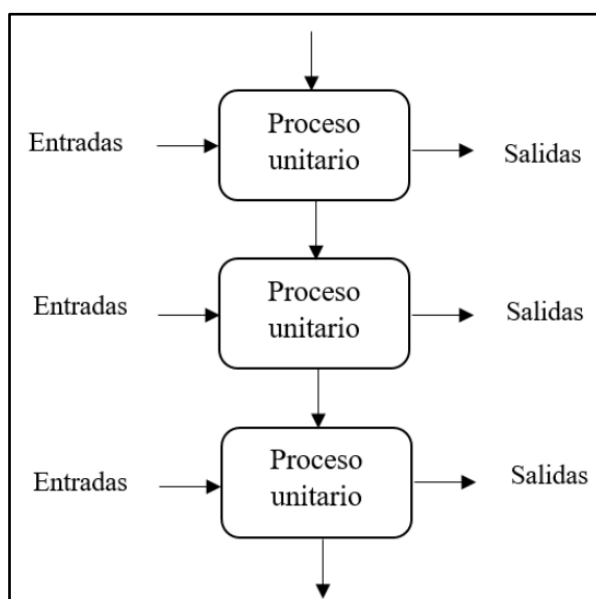 Proceso
unitario
Entradas
Salidas
Proceso
unitario
Entradas
Salidas
Proceso
unitario
Entradas
Salidas